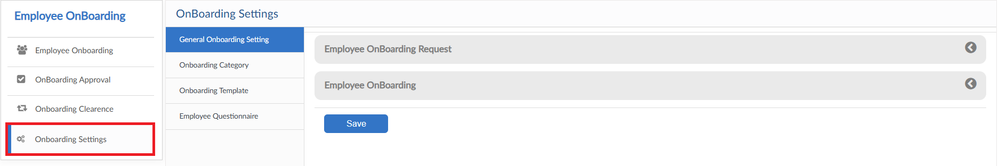 Employee OnBoarding
Employee Onboarding
OnBoarding Approval
Onboarding Clearence
Onboarding Settings
OnBoarding Settings
General Onboarding Setting
Onboarding Category
Onboarding Template
Employee Questionnaire
Employee OnBoarding Request
Employee OnBoarding
Save